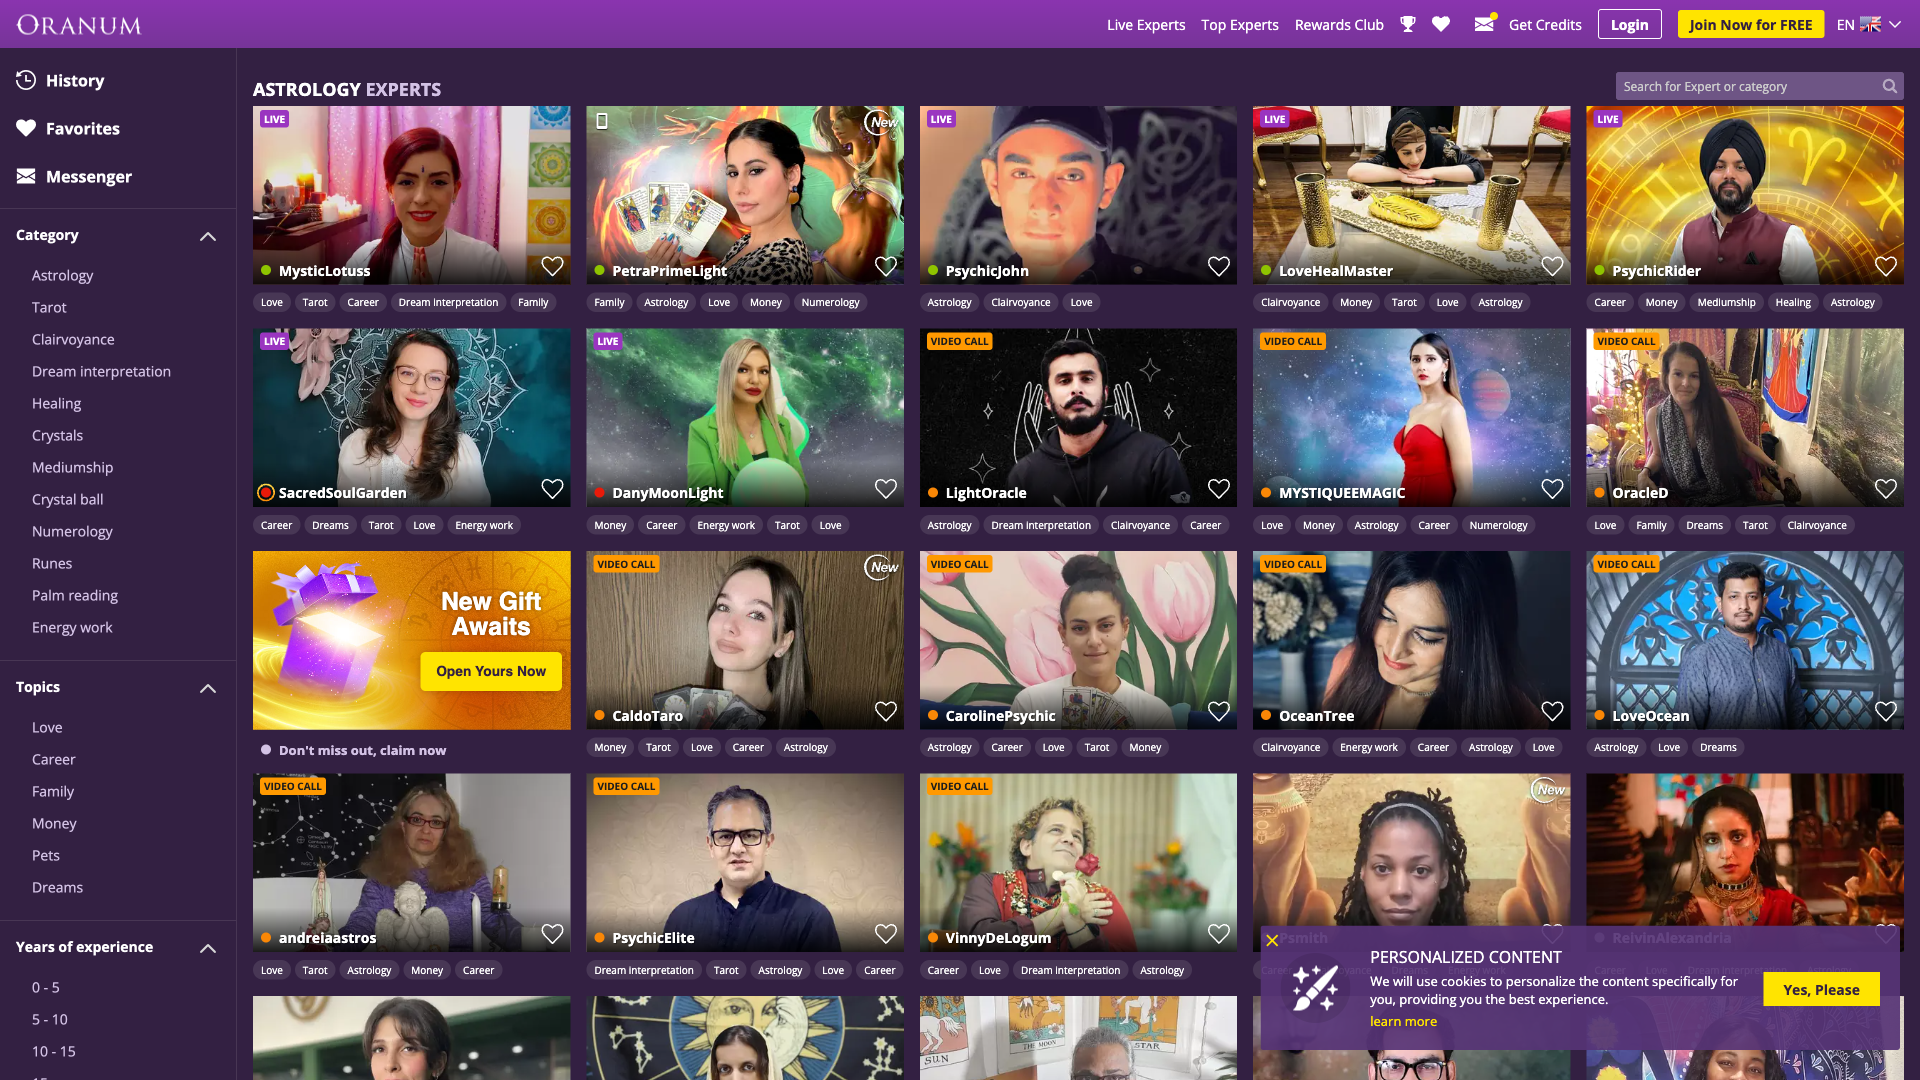 ORANUM
Live Experts
Top Experts
Rewards Club
Get Credits
Login
Join Now for FREE
EN
History
Favorites
Messenger
Category
Astrology
Tarot
Clairvoyance
Dream interpretation
Healing
Crystals
Mediumship
Crystal ball
Numerology
Runes
Palm reading
Energy work
Topics
Love
Career
Family
Money
Pets
Dreams
Years of experience
0 - 5
5 - 10
10 - 15
ASTROLOGY EXPERTS
Search for Expert or category
LIVE
MysticLotuss
Love Tarot Career Dream interpretation Family
New
PetraPrimeLight
Family Astrology Love Money Numerology
LIVE
PsychicJohn
Astrology Clairvoyance Love
LIVE
LoveHealMaster
Clairvoyance Money Tarot Love Astrology
LIVE
PsychicRider
Career Money Mediumship Healing Astrology
LIVE
SacredSoulGarden
Career Dreams Tarot Love Energy work
LIVE
DanyMoonLight
Money Career Energy work Tarot Love
VIDEO CALL
LightOracle
Astrology Dream interpretation Clairvoyance Career
VIDEO CALL
MYSTIQUEEMAGIC
Love Money Astrology Career Numerology
VIDEO CALL
OracleD
Love Family Dreams Tarot Clairvoyance
New Gift
Awaits
Open Yours Now
Don't miss out, claim now
VIDEO CALL
New
CaldoTaro
Money Tarot Love Career Astrology
VIDEO CALL
CarolinePsychic
Astrology Career Love Tarot Money
VIDEO CALL
OceanTree
Clairvoyance Energy work Career Astrology Love
VIDEO CALL
LoveOcean
Astrology Love Dreams
VIDEO CALL
andreiaastros
Love Tarot Astrology Money Career
VIDEO CALL
PsychicElite
Dream interpretation Tarot Astrology Love Career
VIDEO CALL
VinnyDeLogum
Career Love Dream interpretation Astrology
New
Psmith
ReivinAlexandria
SUN
THE MOON
STAR
PERSONALIZED CONTENT
We will use cookies to personalize the content specifically for
you, providing you the best experience.
learn more
Yes, Please